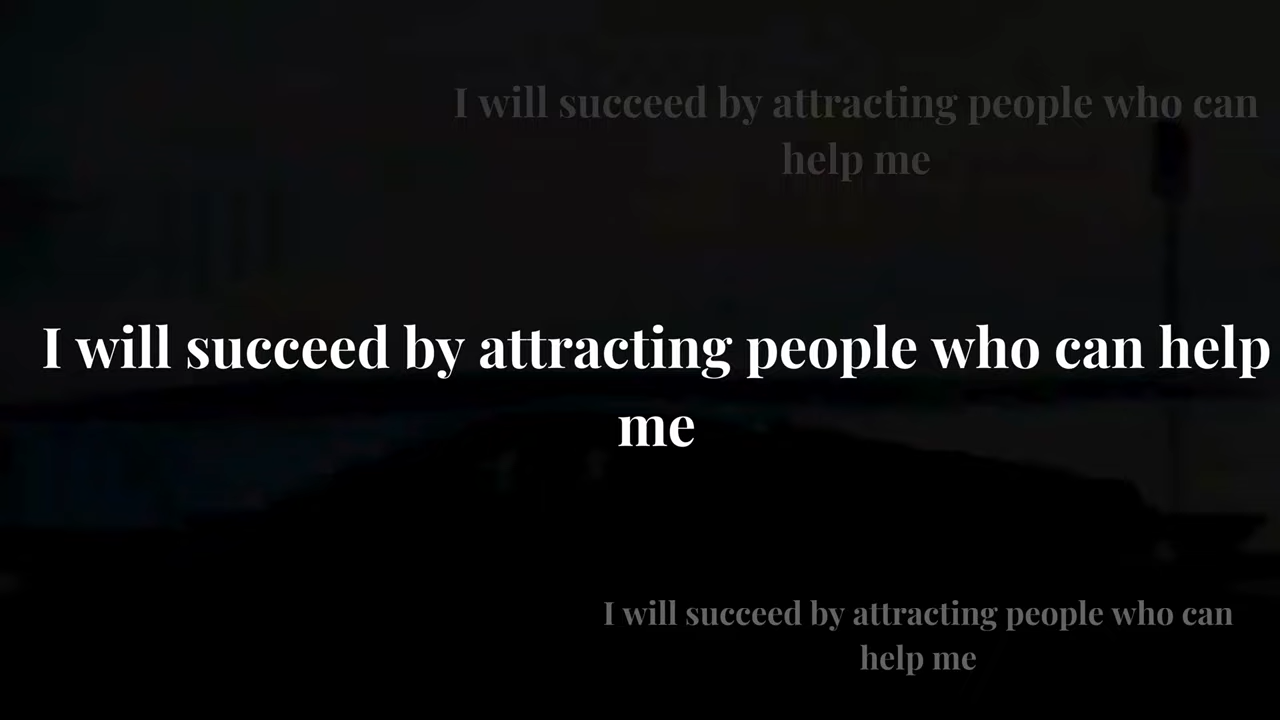 I will succeed by attracting people who can
help me
I will succeed by attracting people who can help
me
I will succeed by attracting people who can
help me